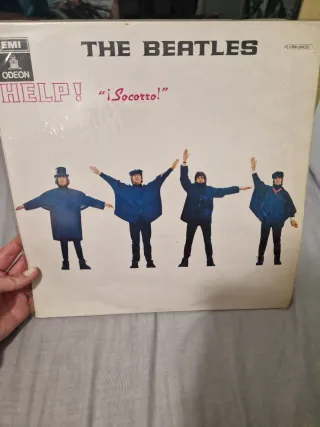 EMI
ODEON
THE BEATLES
HELP! "¡Socorro!"